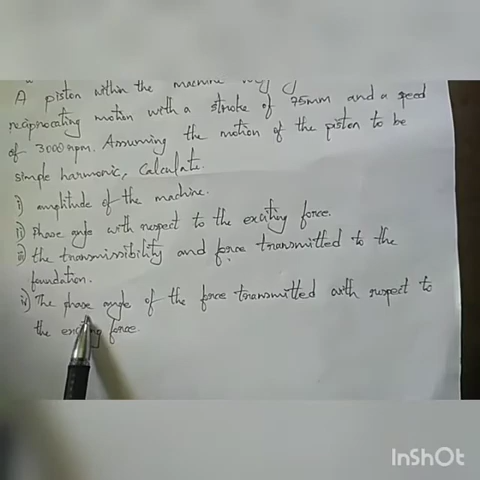 A piston within the machine
reciprocating motion with a stroke of 75mm and a speed
of 3000 rpm. Assuming the motion of the piston to be
simple harmonic, Calculate.
i) amplitude of the machine.
ii) Phase angle with respect to the exciting force.
iii) the transmissibility and force transmitted to the
foundation.
iv) The phase angle of the force transmitted with respect to
the exciting force.
InShOt